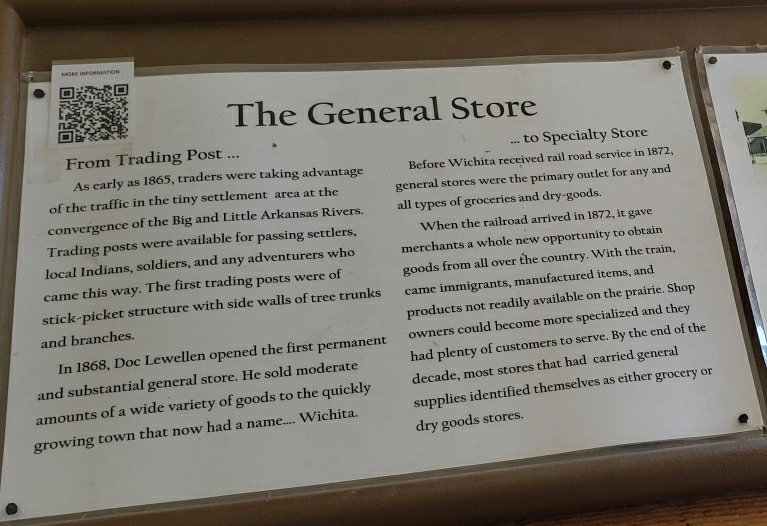 MORE INFORMATION
The General Store
From Trading Post ...
As early as 1865, traders were taking advantage
of the traffic in the tiny settlement area at the
convergence of the Big and Little Arkansas Rivers.
Trading posts were available for passing settlers,
local Indians, soldiers, and any adventurers who
came this way. The first trading posts were of
stick-picket structure with side walls of tree trunks
and branches.
In 1868, Doc Lewellen opened the first permanent
and substantial general store. He sold moderate
amounts of a wide variety of goods to the quickly
growing town that now had a name.... Wichita.
... to Specialty Store
Before Wichita received rail road service in 1872,
general stores were the primary outlet for any and
all types of groceries and dry-goods.
When the railroad arrived in 1872, it gave
merchants a whole new opportunity to obtain
goods from all over the country. With the train,
came immigrants, manufactured items, and
products not readily available on the prairie. Shop
owners could become more specialized and they
had plenty of customers to serve. By the end of the
decade, most stores that had carried general
supplies identified themselves as either grocery or
dry goods stores.